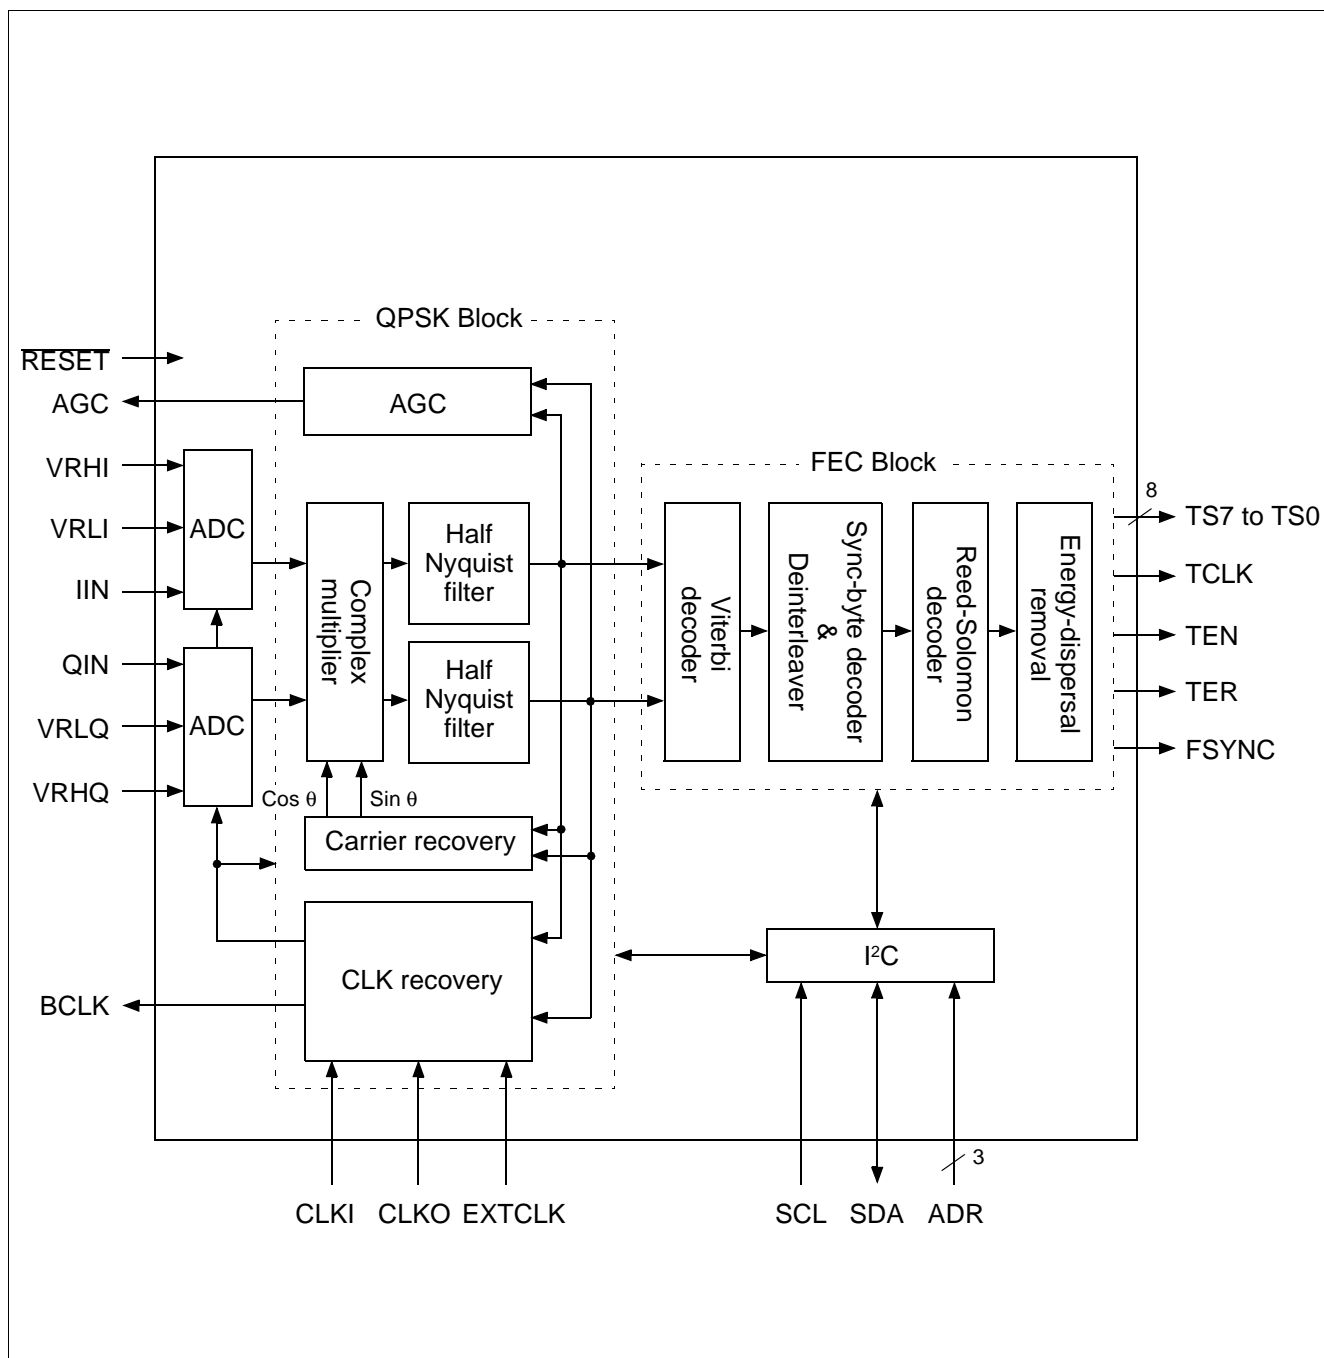 QPSK Block
RESET
AGC
AGC
VRHI
VRLI
IIN
QIN
VRLQ
VRHQ
ADC
ADC
Complex
multiplier
Half
Nyquist
filter
Half
Nyquist
filter
Cos θ
Sin θ
Carrier recovery
CLK recovery
BCLK
CLKI
CLKO
EXTCLK
FEC Block
Viterbi
decoder
Sync-byte decoder
&
Deinterleaver
Reed-Solomon
decoder
Energy-dispersal
removal
8
TS7 to TS0
TCLK
TEN
TER
FSYNC
I²C
3
SCL
SDA
ADR